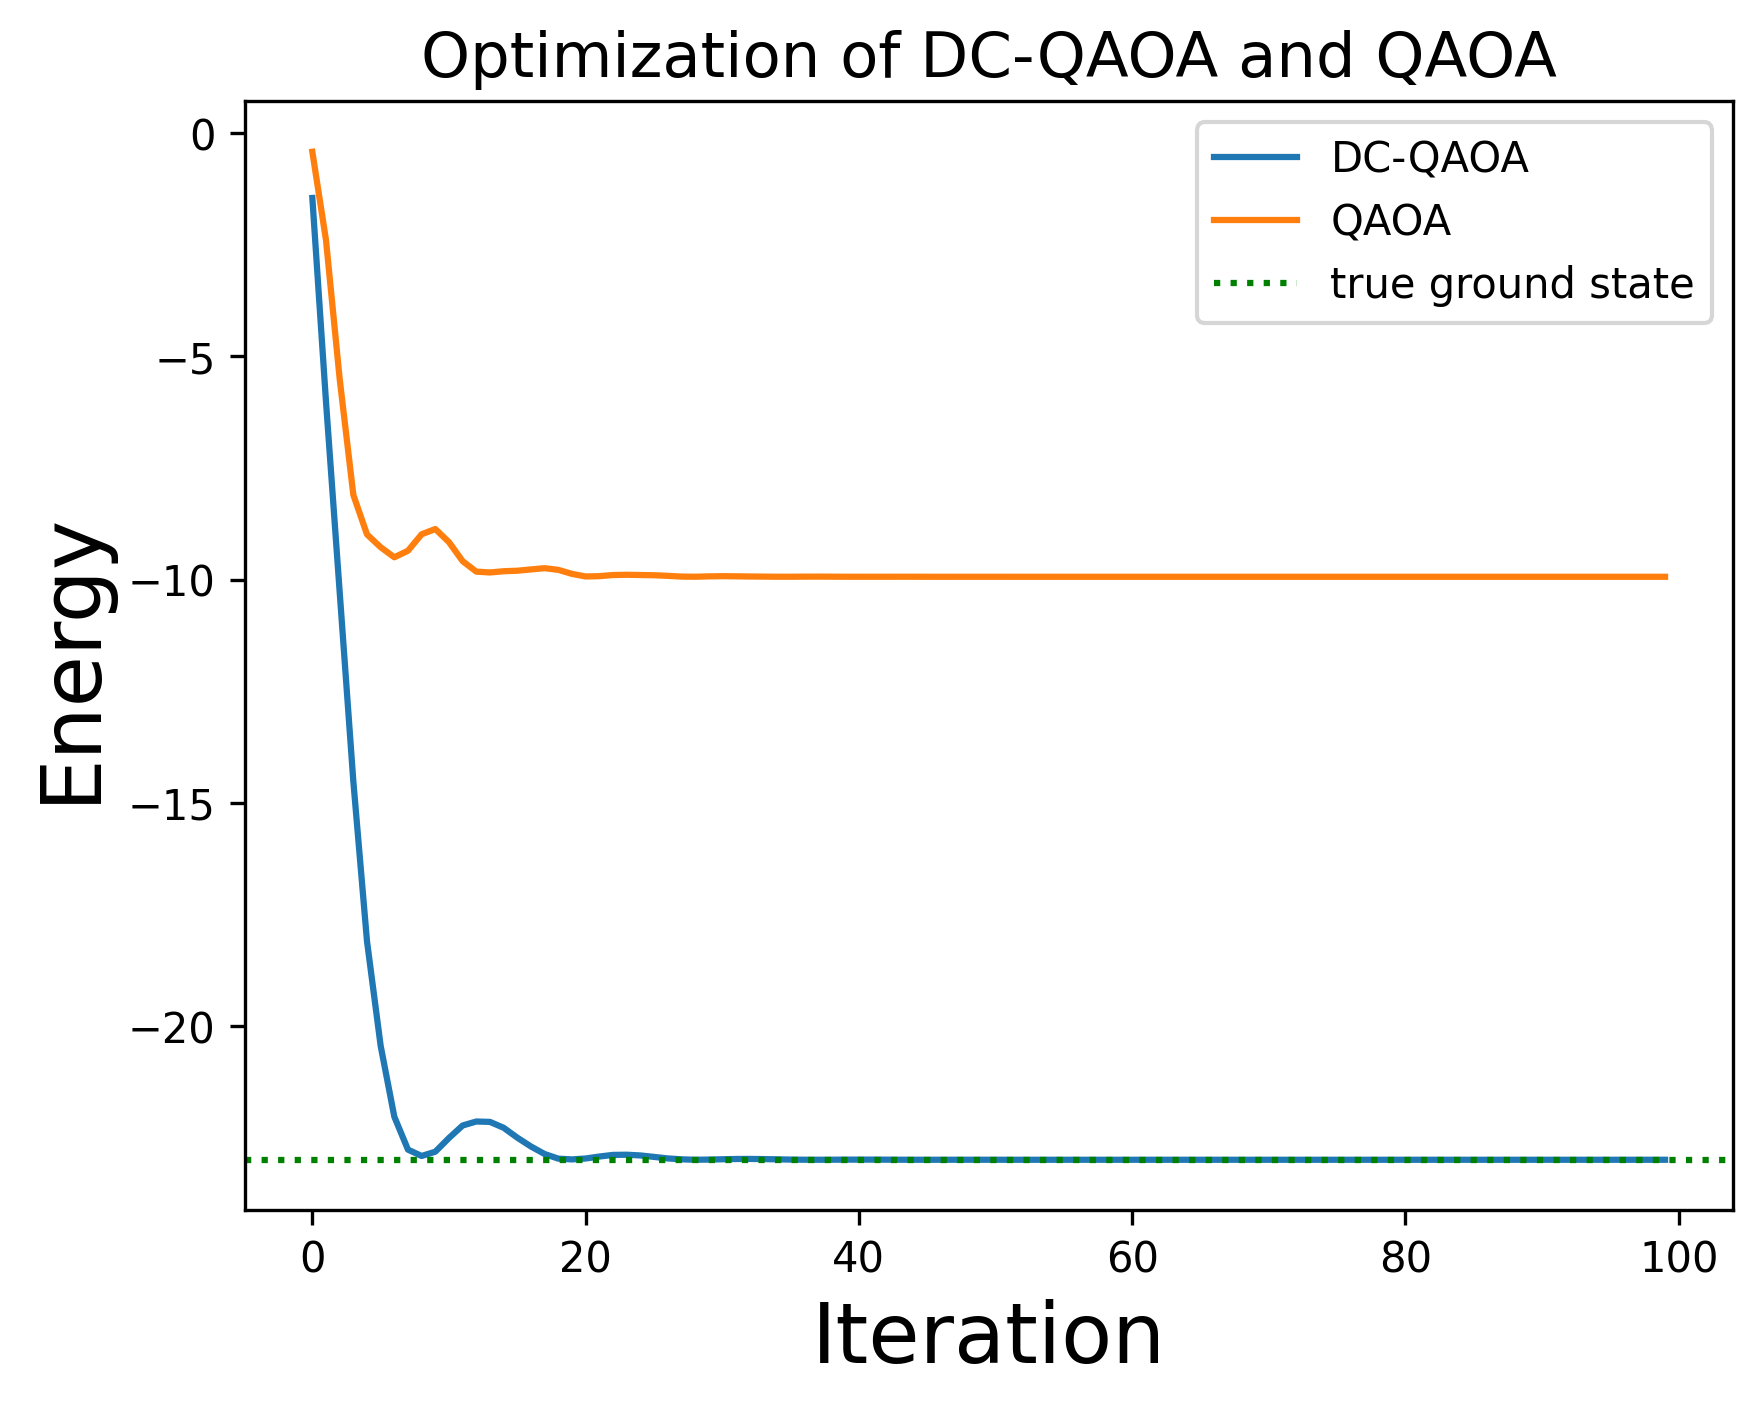 Optimization of DC-QAOA and QAOA
DC-QAOA
QAOA
true ground state
Energy
0
−5
−10
−15
−20
0 20 40 60 80 100
Iteration